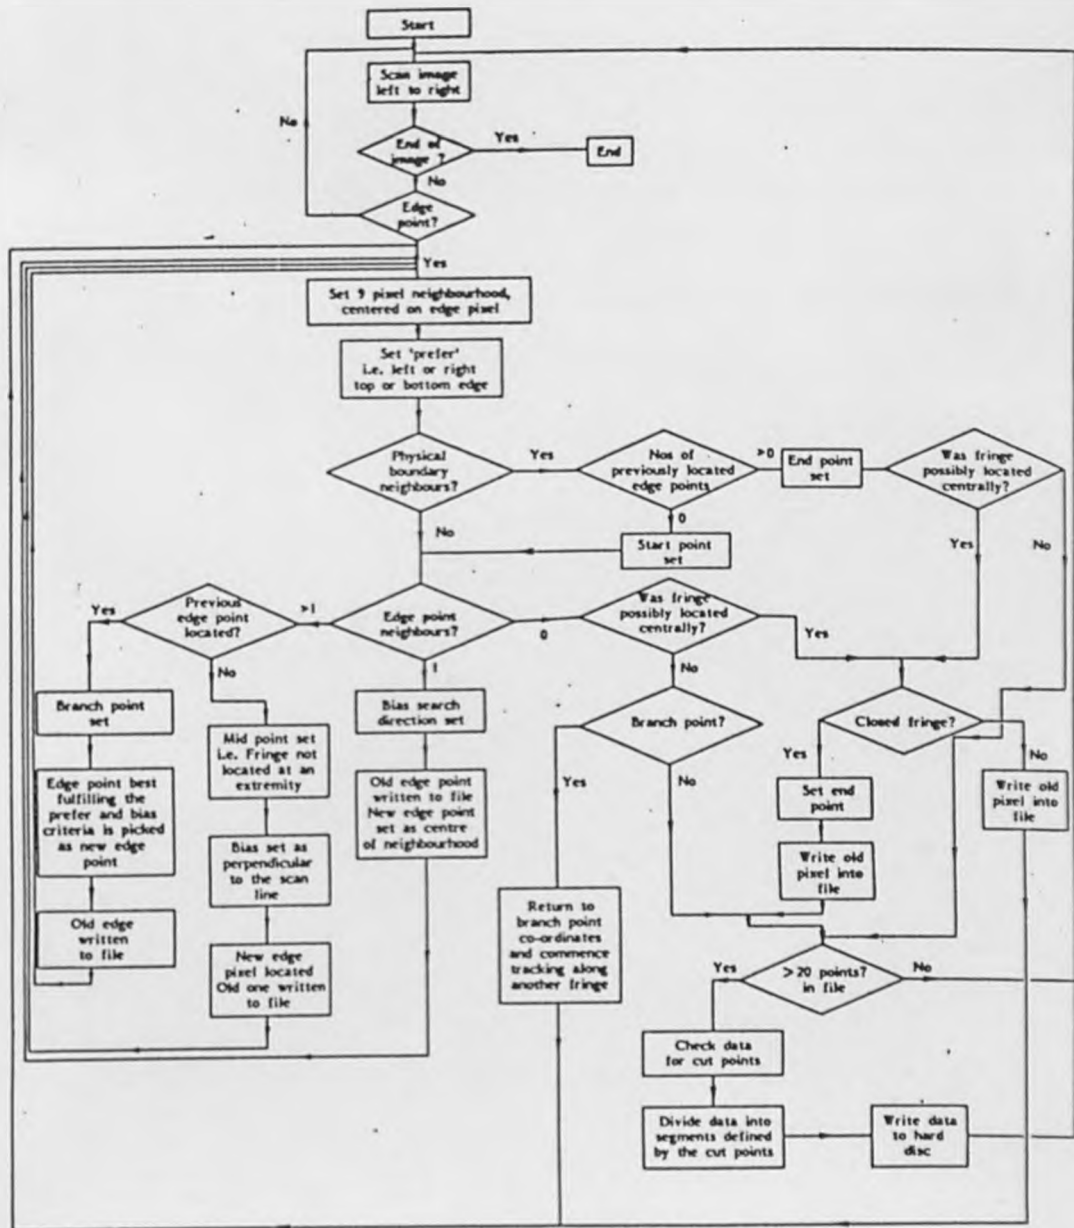 Start
Scan image
left to right
No
End of
image ?
Yes
End
No
Edge
point?
Yes
Set 9 pixel neighbourhood,
centered on edge pixel
Set 'prefer'
i.e. left or right
top or bottom edge
Physical
boundary
neighbours?
Yes
Nos of
previously located
edge points
>0
End point
set
Was fringe
possibly located
centrally?
No
0
Start point
set
Yes
No
Yes
Previous
edge point
located?
>1
Edge point
neighbours?
0
Was fringe
possibly located
centrally?
Yes
No
1
No
Branch point
set
Mid point set
i.e. Fringe not
located at an
extremity
Bias search
direction set
Branch point?
Closed fringe?
Yes
No
Yes
No
Edge point best
fulfilling the
prefer and bias
criteria is picked
as new edge
point
Bias set as
perpendicular
to the scan
line
Old edge point
written to file
New edge point
set as centre
of neighbourhood
Set end
point
Write old
pixel into
file
Write old
pixel into
file
Old edge
written
to file
New edge
pixel located
Old one written
to file
Return to
branch point
co-ordinates
and commence
tracking along
another fringe
Yes
> 20 points?
in file
No
Check data
for cut points
Divide data into
segments defined
by the cut points
Write data
to hard
disc